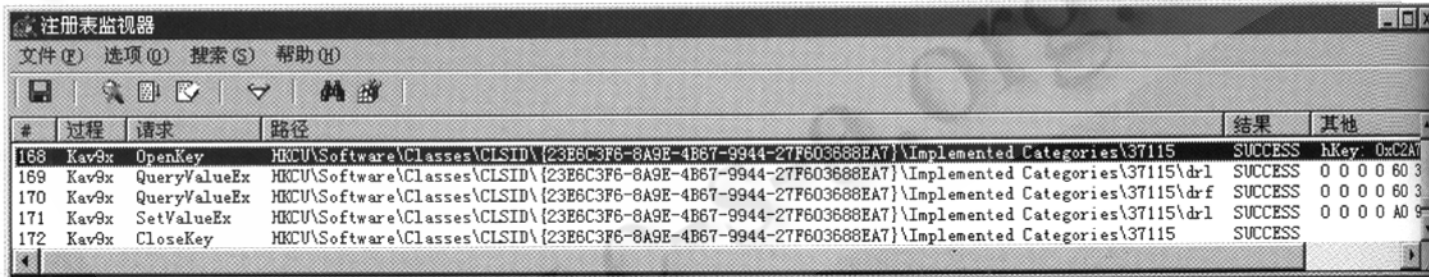 注册表监视器
文件(F) 选项(O) 搜索(S) 帮助(H)
# 过程 请求 路径 结果 其他
168 Kav9x OpenKey HKCU\Software\Classes\CLSID\{23E6C3F6-8A9E-4B67-9944-27F603688EA7}\Implemented Categories\37115 SUCCESS hKey: 0xC2A7
169 Kav9x QueryValueEx HKCU\Software\Classes\CLSID\{23E6C3F6-8A9E-4B67-9944-27F603688EA7}\Implemented Categories\37115\drl SUCCESS 0 0 0 0 60 3
170 Kav9x QueryValueEx HKCU\Software\Classes\CLSID\{23E6C3F6-8A9E-4B67-9944-27F603688EA7}\Implemented Categories\37115\drf SUCCESS 0 0 0 0 60 3
171 Kav9x SetValueEx HKCU\Software\Classes\CLSID\{23E6C3F6-8A9E-4B67-9944-27F603688EA7}\Implemented Categories\37115\drl SUCCESS 0 0 0 0 A0 9
172 Kav9x CloseKey HKCU\Software\Classes\CLSID\{23E6C3F6-8A9E-4B67-9944-27F603688EA7}\Implemented Categories\37115 SUCCESS